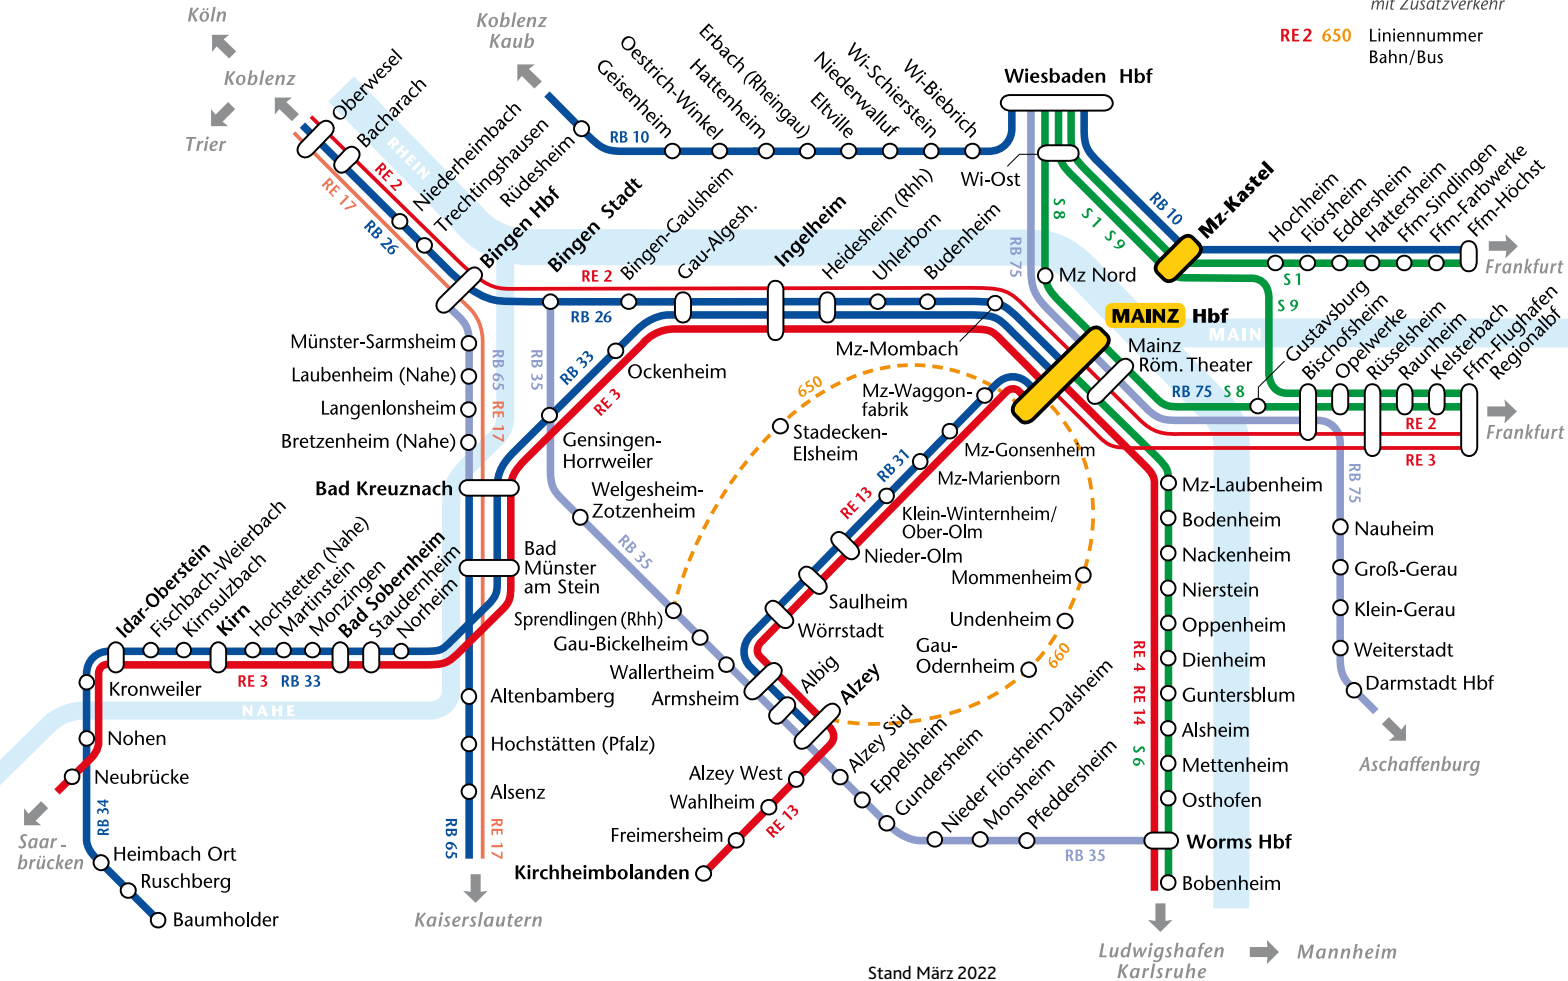 mit Zusatzverkehr
RE 2 650 Liniennummer
Bahn/Bus
Köln
Koblenz
Trier
Koblenz
Kaub
Oberwesel
Bacharach
Niederheimbach
Trechtingshausen
Rüdesheim
Bingen Hbf
RHEIN
RE 2
RE 17
RB 26
RB 10
Geisenheim
Oestrich-Winkel
Hattenheim
Erbach (Rheingau)
Eltville
Niederwalluf
Wi-Schierstein
Wi-Biebrich
Wiesbaden Hbf
Wi-Ost
S 8
S 1 S 9
RB 10
RB 75
Mz-Kastel
Hochheim
Flörsheim
Eddersheim
Hattersheim
Ffm-Sindlingen
Ffm-Farbwerke
Ffm-Höchst
Frankfurt
S 1
S 9
Mz Nord
Bingen Stadt
Bingen-Gaulsheim
Gau-Algesh.
Ingelheim
Heidesheim (Rhh)
Uhlerborn
Budenheim
RE 2
RB 26
Mz-Mombach
MAINZ Hbf
Mainz
Röm. Theater
MAIN
RB 75 S 8
Gustavsburg
Bischofsheim
Opelwerke
Rüsselsheim
Raunheim
Kelsterbach
Ffm-Flughafen
Regionalbf
Frankfurt
RE 2
RE 3
Münster-Sarmsheim
Laubenheim (Nahe)
Langenlonsheim
Bretzenheim (Nahe)
Bad Kreuznach
RB 65
RE 17
RB 35
RB 33
RE 3
Ockenheim
Gensingen-
Horrweiler
Welgesheim-
Zotzenheim
RB 35
650
Stadecken-
Elsheim
Mz-Waggon-
fabrik
Mz-Gonsenheim
Mz-Marienborn
Klein-Winternheim/
Ober-Olm
RB 31
RE 13
Nieder-Olm
Saulheim
Wörrstadt
Mommenheim
Undenheim
Gau-
Odernheim
660
Mz-Laubenheim
Bodenheim
Nackenheim
Nierstein
Oppenheim
Dienheim
Guntersblum
Alsheim
Mettenheim
Osthofen
Worms Hbf
Bobenheim
RE 4 RE 14 S 6
RB 75
Nauheim
Groß-Gerau
Klein-Gerau
Weiterstadt
Darmstadt Hbf
Aschaffenburg
Bad
Münster
am Stein
Idar-Oberstein
Fischbach-Weierbach
Kirnsulzbach
Kirn
Hochstetten (Nahe)
Martinstein
Monzingen
Bad Sobernheim
Staudernheim
Norheim
RE 3 RB 33
NAHE
Kronweiler
Nohen
Neubrücke
Saar-
brücken
RB 34
Heimbach Ort
Ruschberg
Baumholder
Altenbamberg
Hochstätten (Pfalz)
Alsenz
RB 65
RE 17
Kaiserslautern
Sprendlingen (Rhh)
Gau-Bickelheim
Wallertheim
Armsheim
Albig
Alzey
Alzey Süd
Eppelsheim
Gundersheim
Nieder Flörsheim-Dalsheim
Monsheim
Pfeddersheim
RB 35
Alzey West
Wahlheim
Freimersheim
Kirchheimbolanden
RE 13
Ludwigshafen
Karlsruhe
Mannheim
Stand März 2022